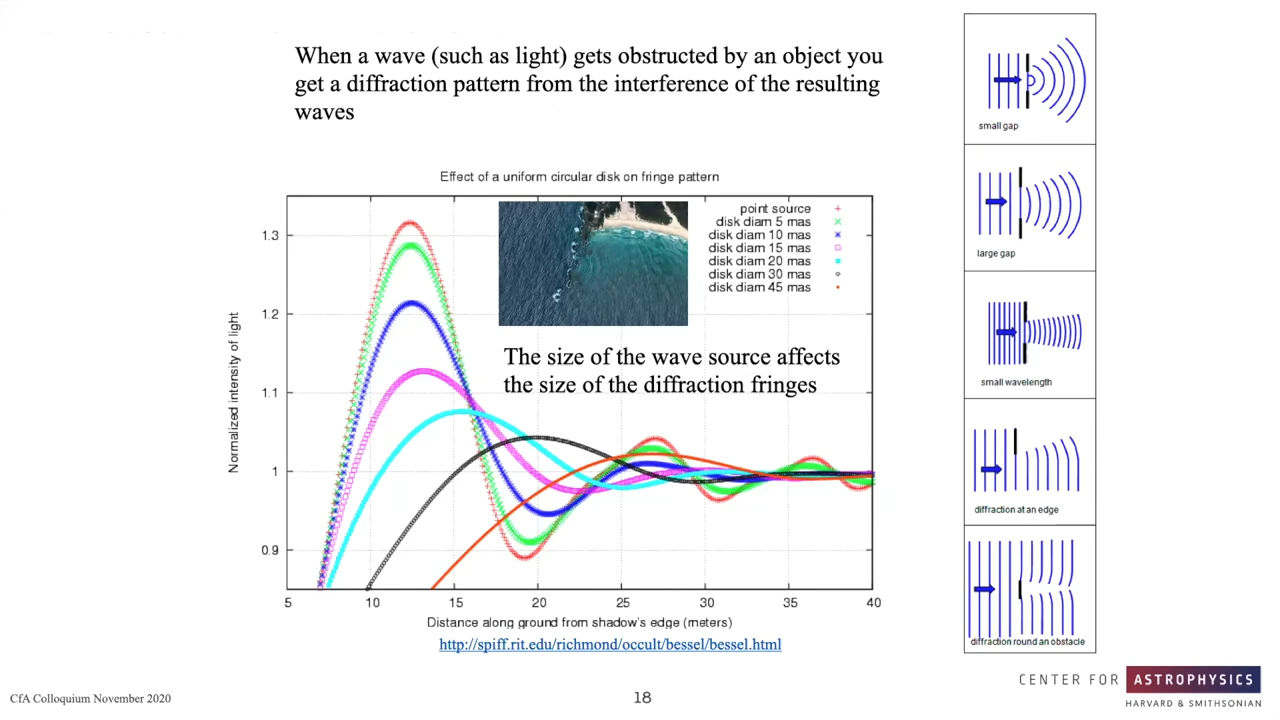 When a wave (such as light) gets obstructed by an object you
get a diffraction pattern from the interference of the resulting
waves
Effect of a uniform circular disk on fringe pattern
point source
disk diam 5 mas
disk diam 10 mas
disk diam 15 mas
disk diam 20 mas
disk diam 30 mas
disk diam 45 mas
The size of the wave source affects
the size of the diffraction fringes
Normalized intensity of light
1.3
1.2
1.1
1
0.9
5 10 15 20 25 30 35 40
Distance along ground from shadow's edge (meters)
http://spiff.rit.edu/richmond/occult/bessel/bessel.html
small gap
large gap
small wavelength
diffraction at an edge
diffraction round an obstacle
CfA Colloquium November 2020
18
CENTER FOR ASTROPHYSICS
HARVARD & SMITHSONIAN